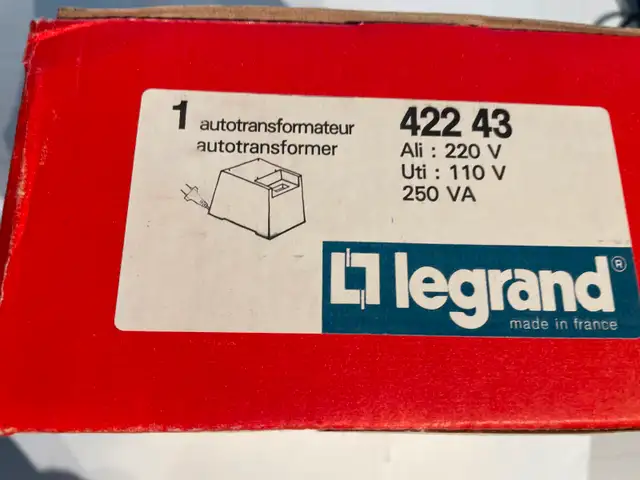 1 autotransformateur
autotransformer
422 43
Ali : 220 V
Uti : 110 V
250 VA
legrand®
made in france